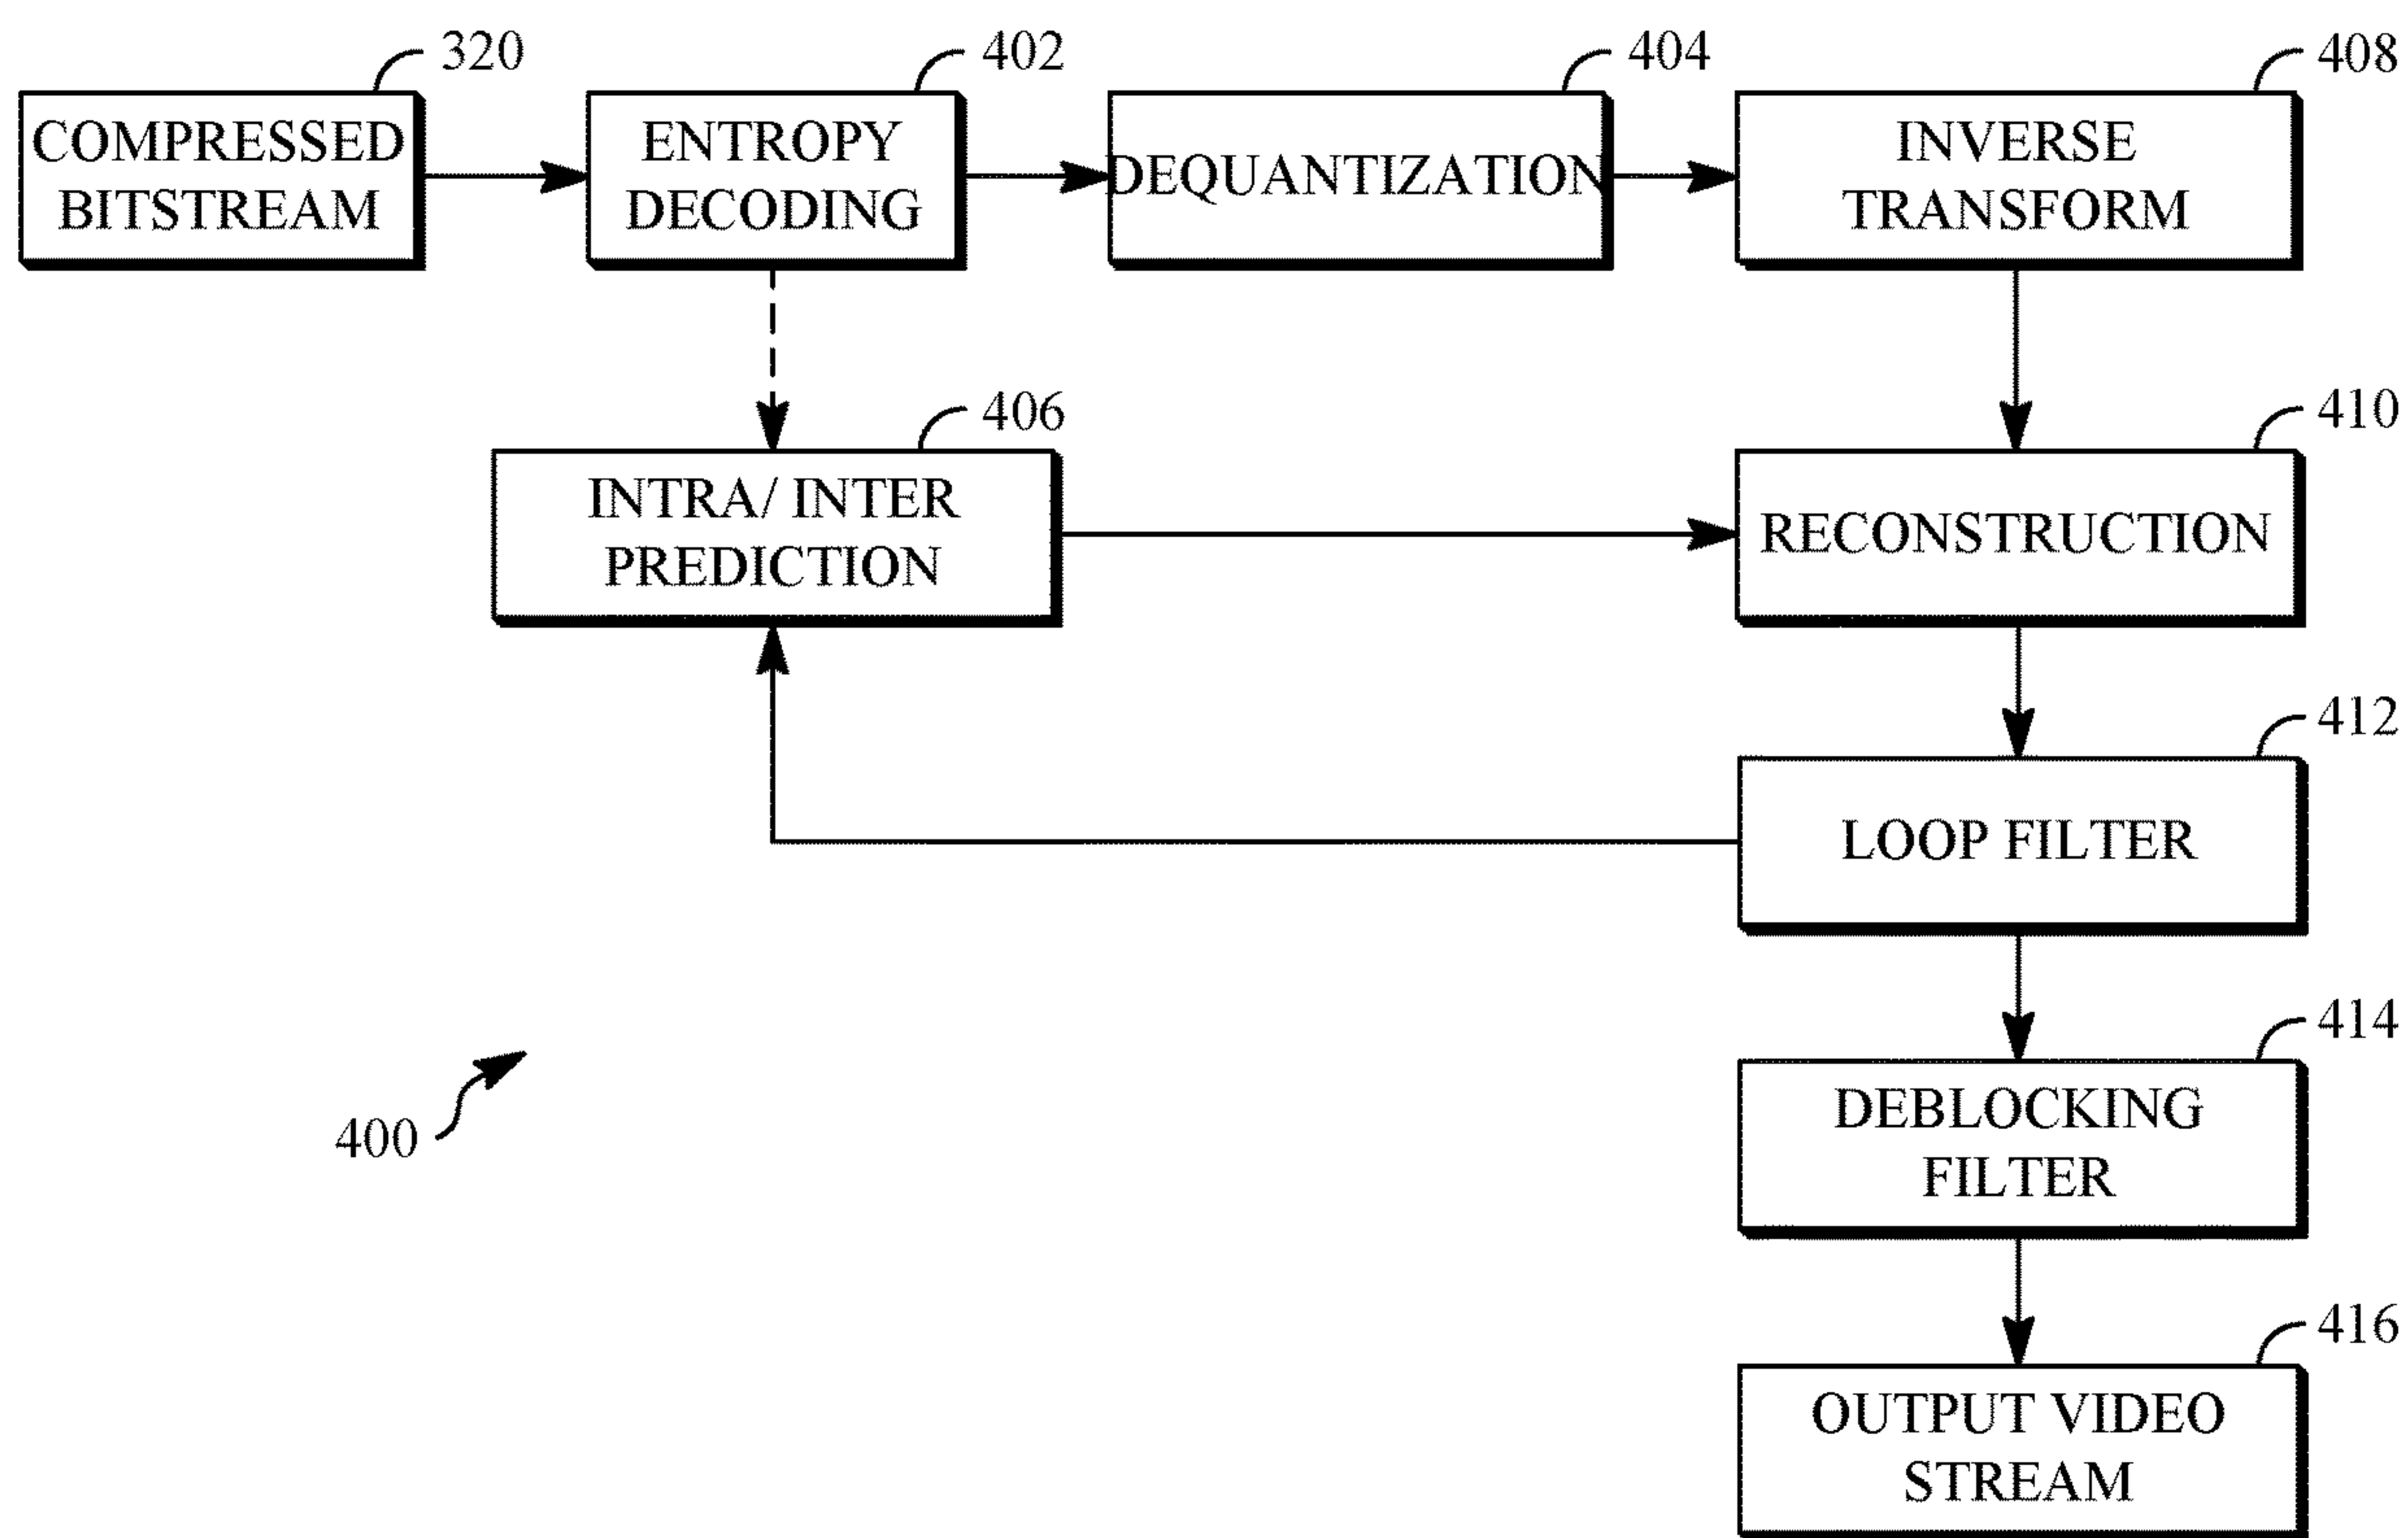 320
402
404
408
COMPRESSED
BITSTREAM
ENTROPY
DECODING
DEQUANTIZATION
INVERSE
TRANSFORM
406
410
INTRA/ INTER
PREDICTION
RECONSTRUCTION
412
LOOP FILTER
414
400
DEBLOCKING
FILTER
416
OUTPUT VIDEO
STREAM